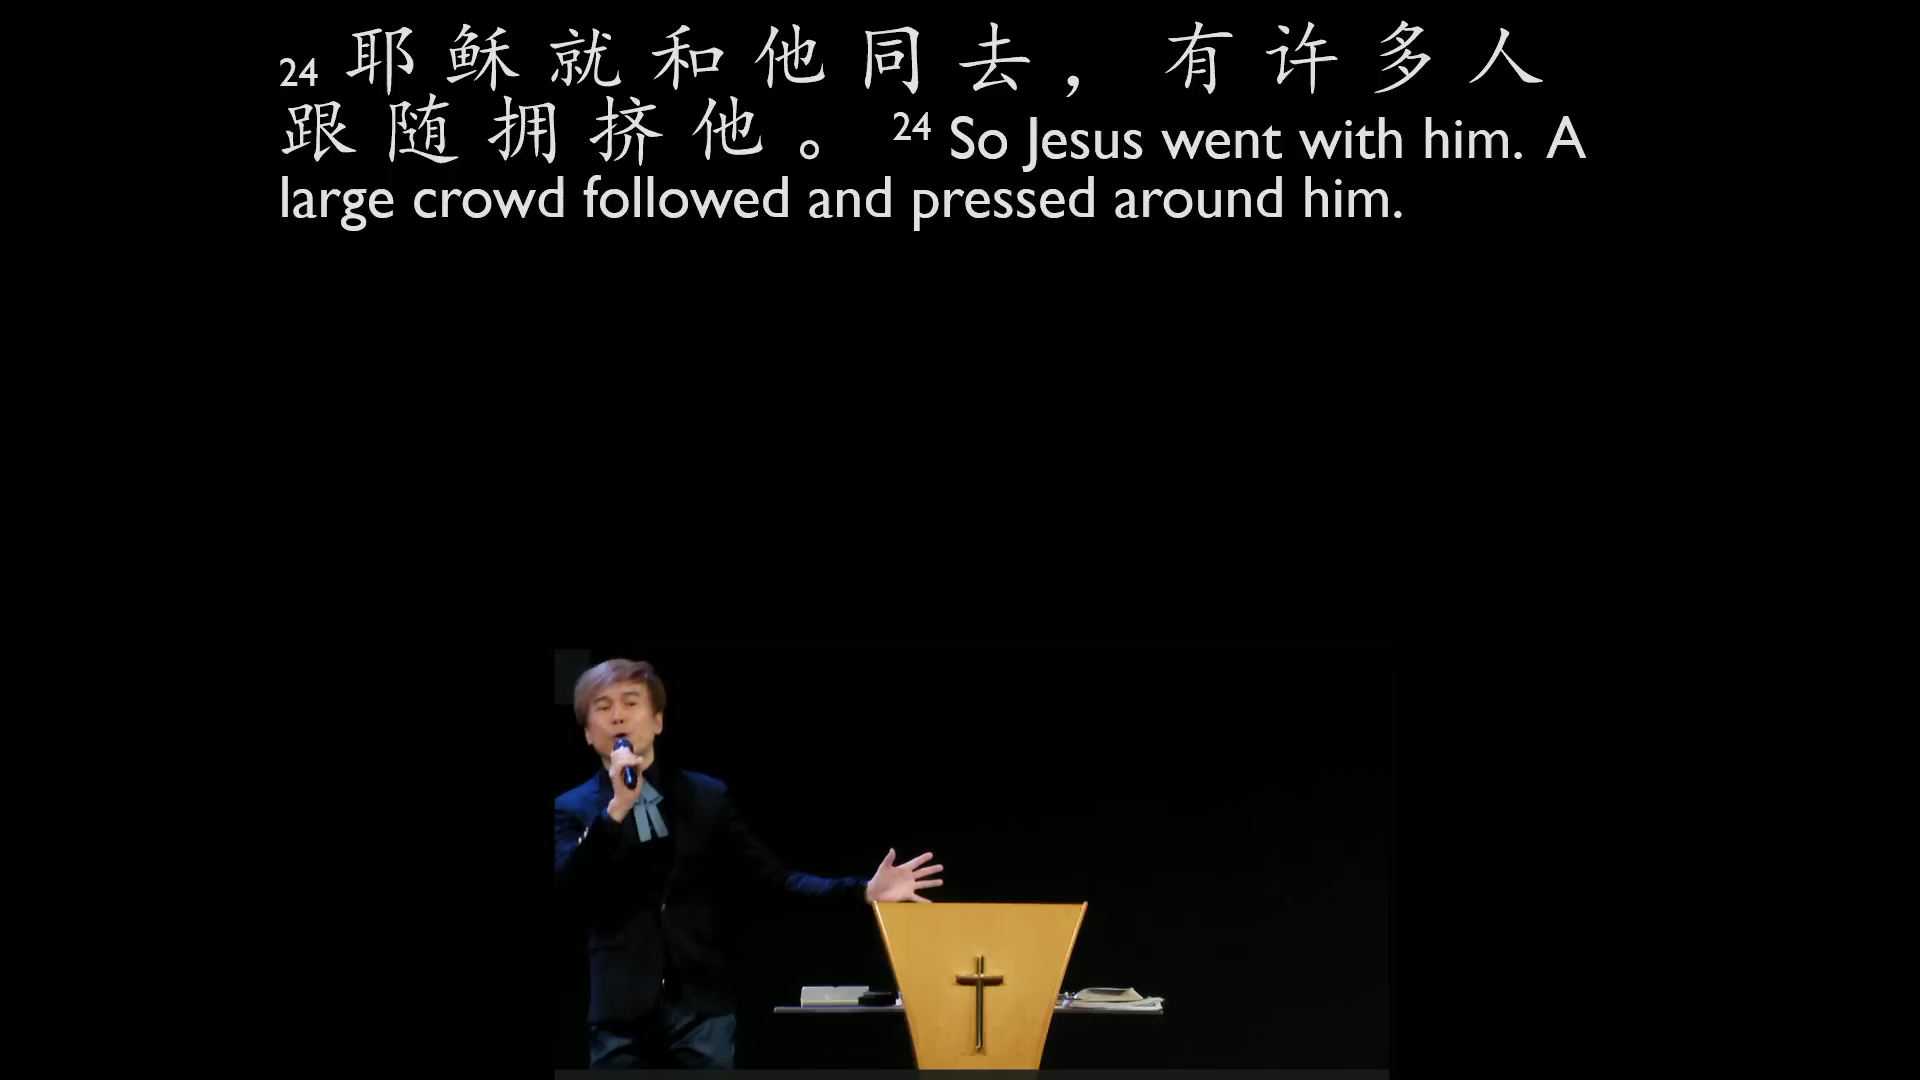 24 耶 稣 就 和 他 同 去 ， 有 许 多 人
跟 随 拥 挤 他 。 24 So Jesus went with him. A
large crowd followed and pressed around him.